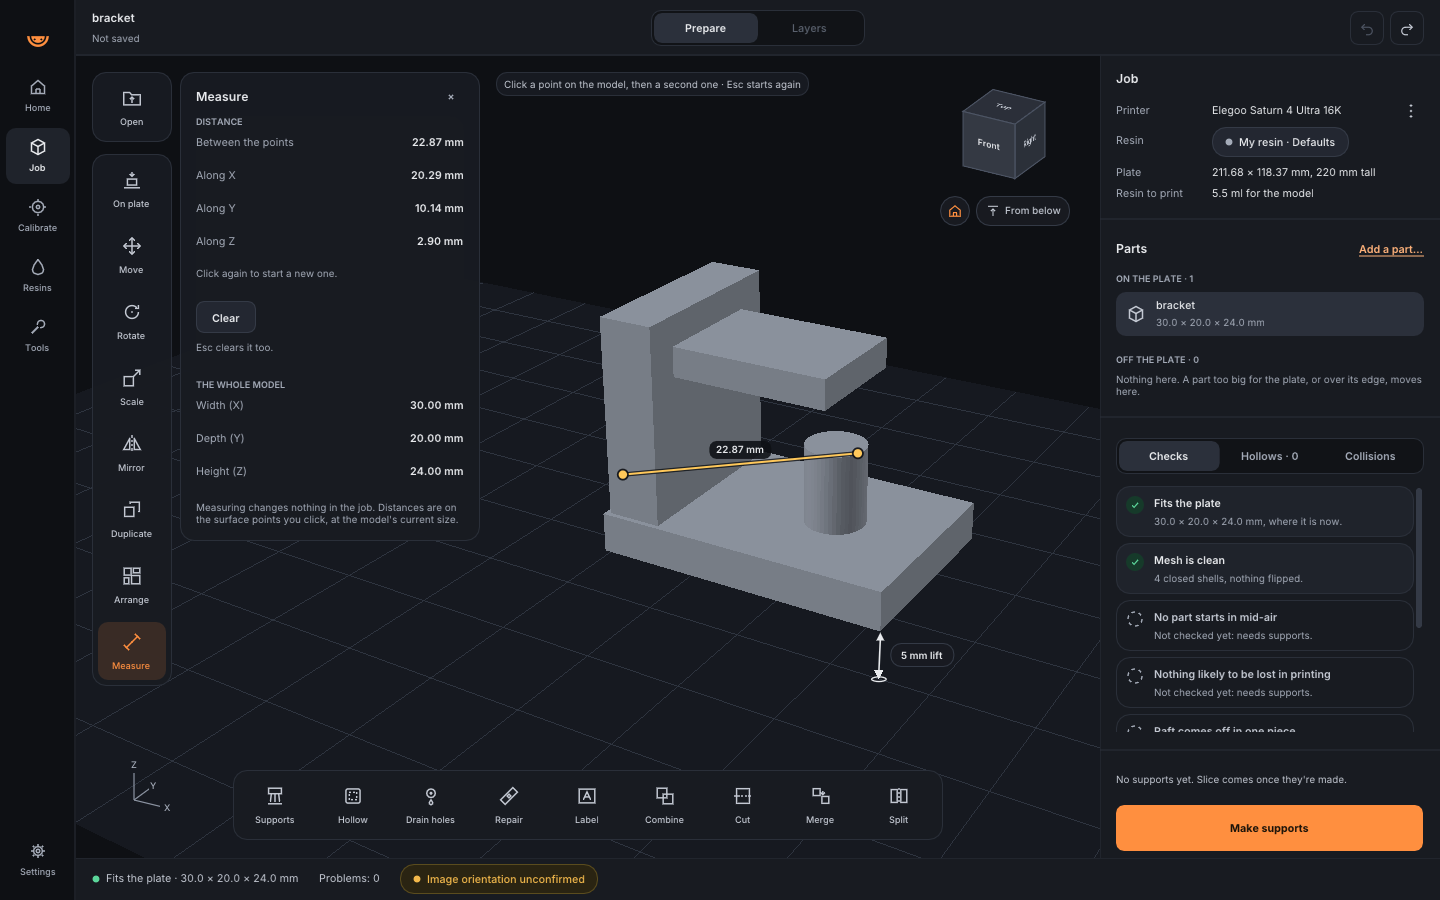 bracket
Not saved
Prepare
Layers
Home
Job
Calibrate
Resins
Tools
Settings
Open
On plate
Move
Rotate
Scale
Mirror
Duplicate
Arrange
Measure
Measure
×
DISTANCE
Between the points 22.87 mm
Along X 20.29 mm
Along Y 10.14 mm
Along Z 2.90 mm
Click again to start a new one.
Clear
Esc clears it too.
THE WHOLE MODEL
Width (X) 30.00 mm
Depth (Y) 20.00 mm
Height (Z) 24.00 mm
Measuring changes nothing in the job. Distances are on
the surface points you click, at the model's current size.
Click a point on the model, then a second one · Esc starts again
Top
Front
Right
From below
22.87 mm
5 mm lift
Z
Y
X
Supports
Hollow
Drain holes
Repair
Label
Combine
Cut
Merge
Split
Job
Printer Elegoo Saturn 4 Ultra 16K
Resin My resin · Defaults
Plate 211.68 × 118.37 mm, 220 mm tall
Resin to print 5.5 ml for the model
Parts Add a part...
ON THE PLATE · 1
bracket
30.0 × 20.0 × 24.0 mm
OFF THE PLATE · 0
Nothing here. A part too big for the plate, or over its edge, moves
here.
Checks
Hollows · 0
Collisions
Fits the plate
30.0 × 20.0 × 24.0 mm, where it is now.
Mesh is clean
4 closed shells, nothing flipped.
No part starts in mid-air
Not checked yet: needs supports.
Nothing likely to be lost in printing
Not checked yet: needs supports.
Raft comes off in one piece
No supports yet. Slice comes once they're made.
Make supports
Fits the plate · 30.0 × 20.0 × 24.0 mm
Problems: 0
Image orientation unconfirmed